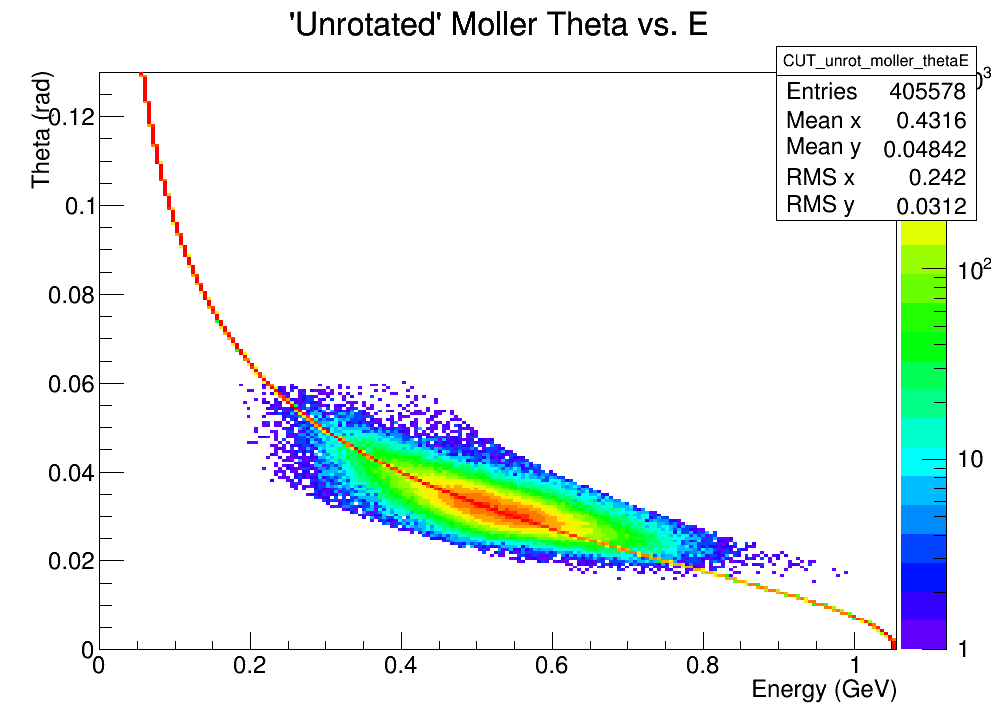 'Unrotated' Moller Theta vs. E
CUT_unrot_moller_thetaE
Entries 405578
Mean x 0.4316
Mean y 0.04842
RMS x 0.242
RMS y 0.0312
Theta (rad)
0.12
0.1
0.08
0.06
0.04
0.02
0
0 0.2 0.4 0.6 0.8 1
Energy (GeV)
10²
10
1